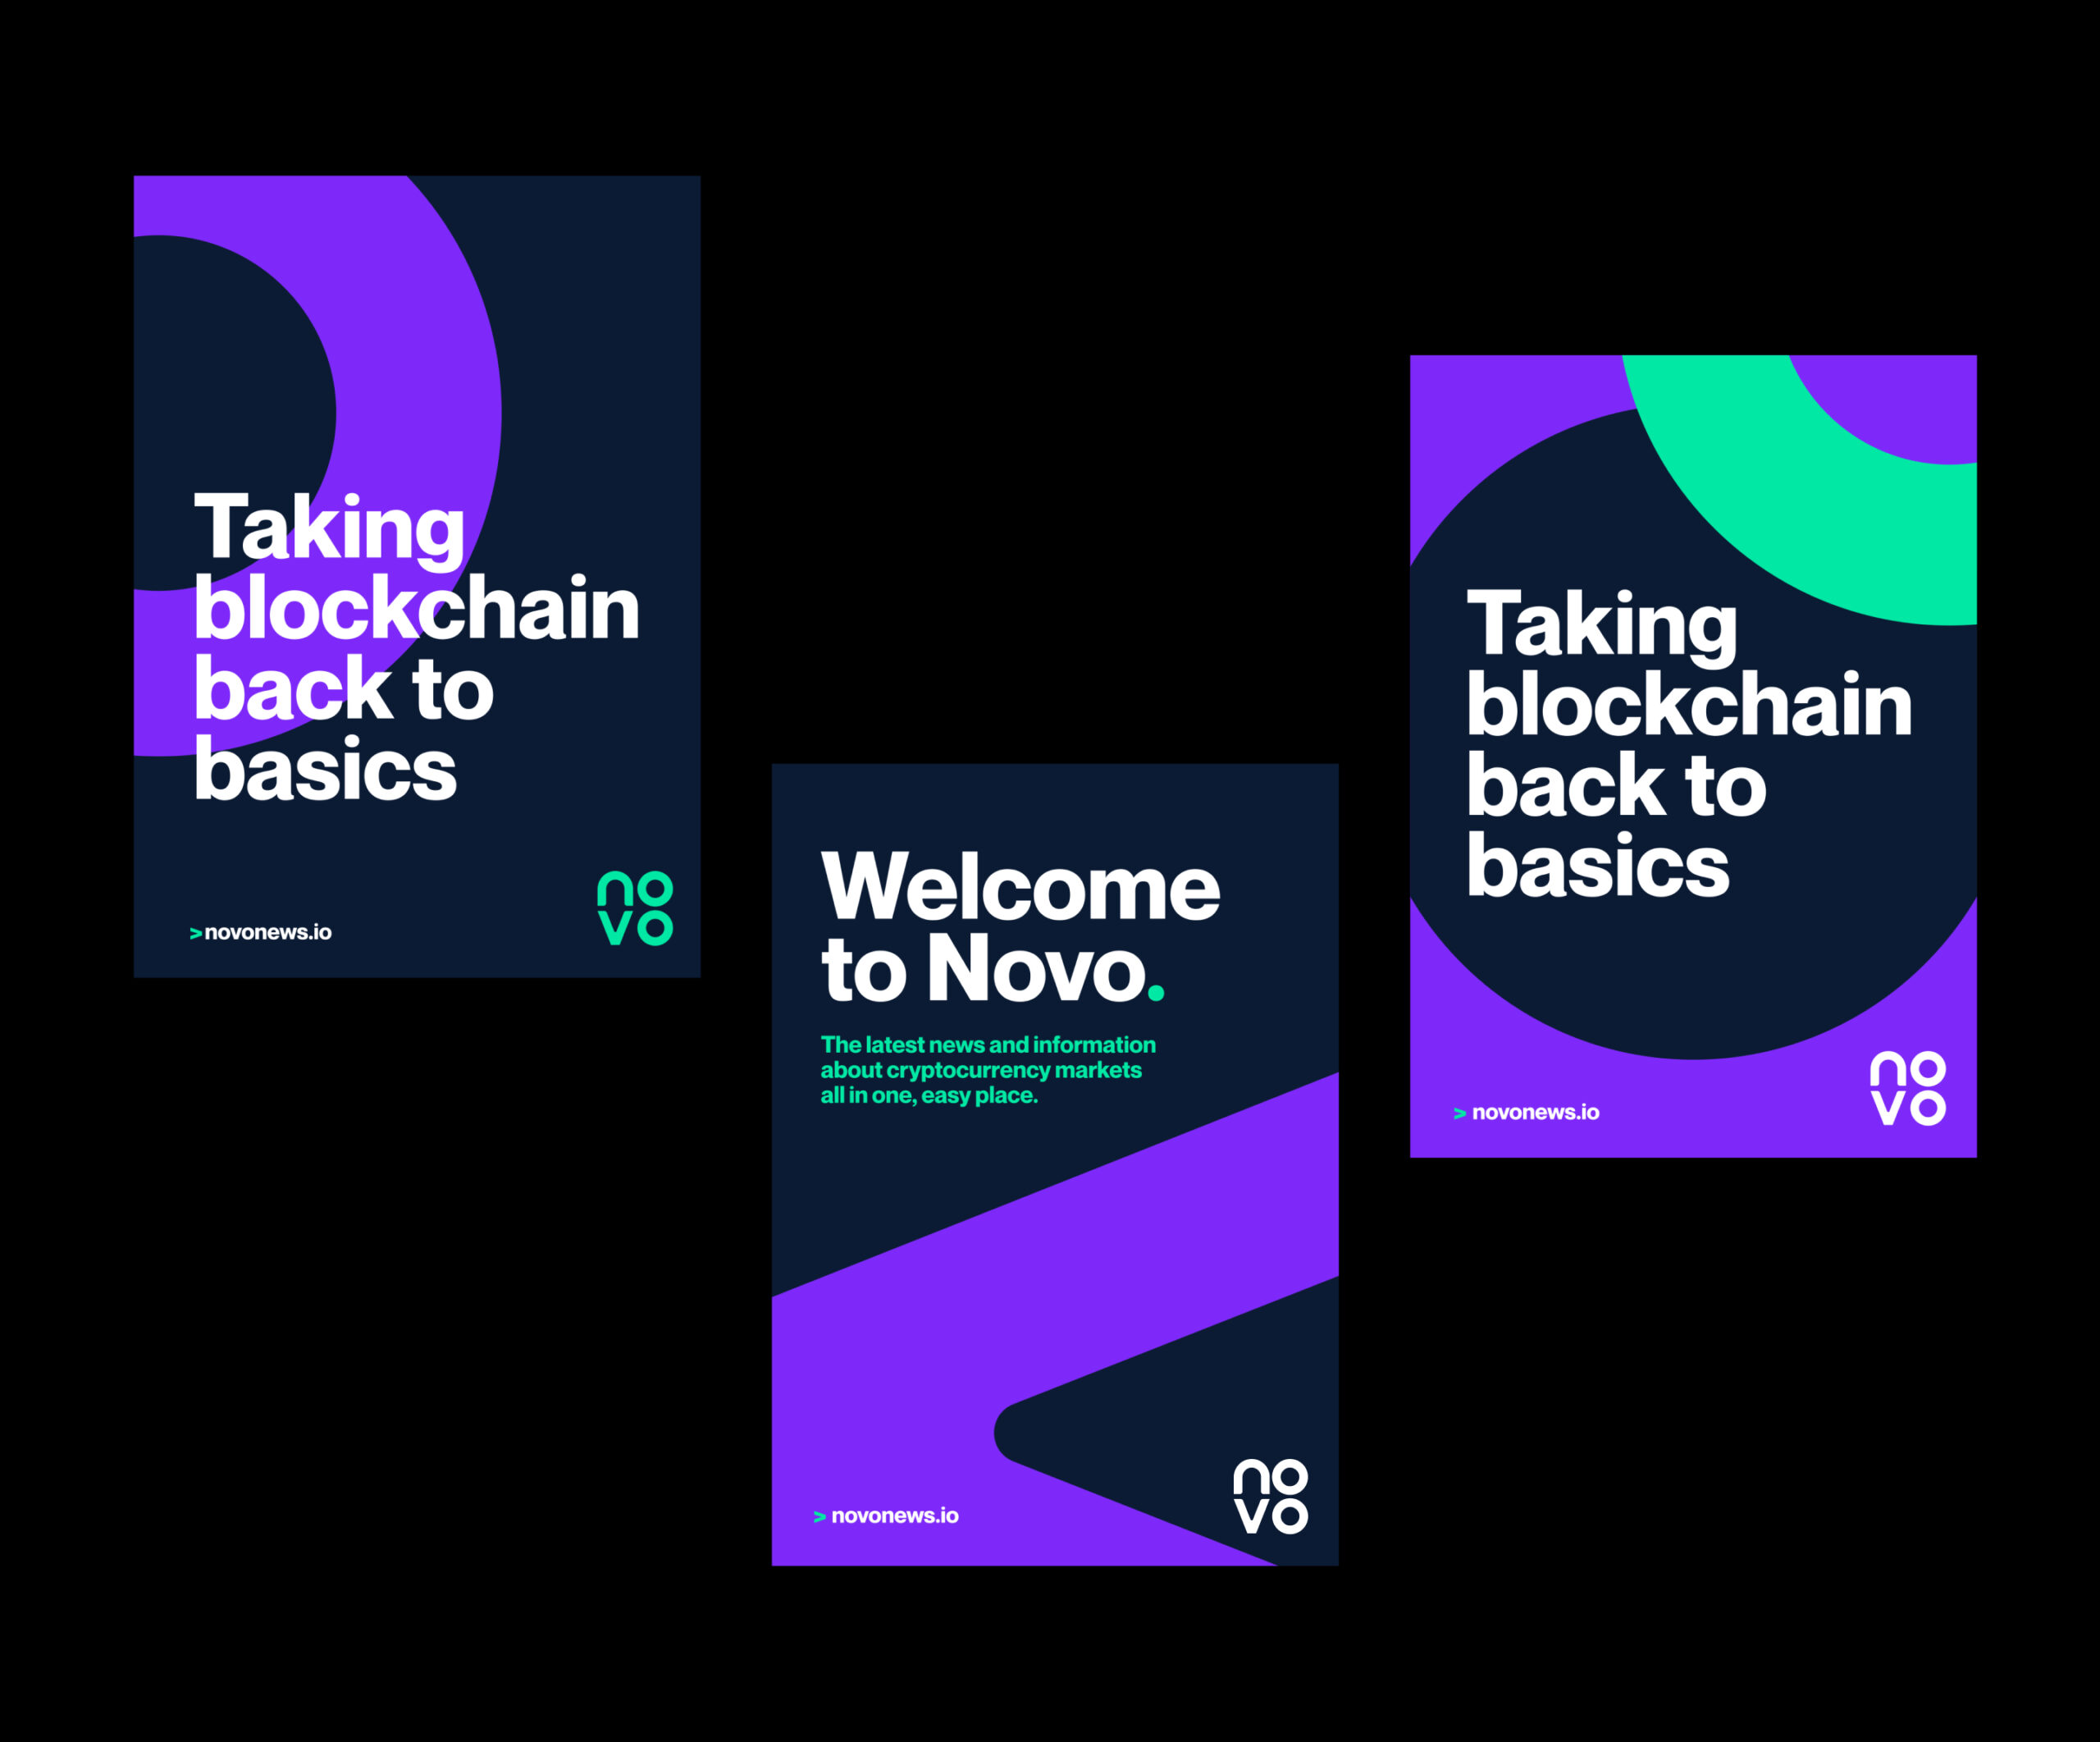 Taking
blockchain
back to
basics
>novonews.io
no
vo
Welcome
to Novo.
The latest news and information
about cryptocurrency markets
all in one, easy place.
> novonews.io
no
vo
Taking
blockchain
back to
basics
> novonews.io
no
vo